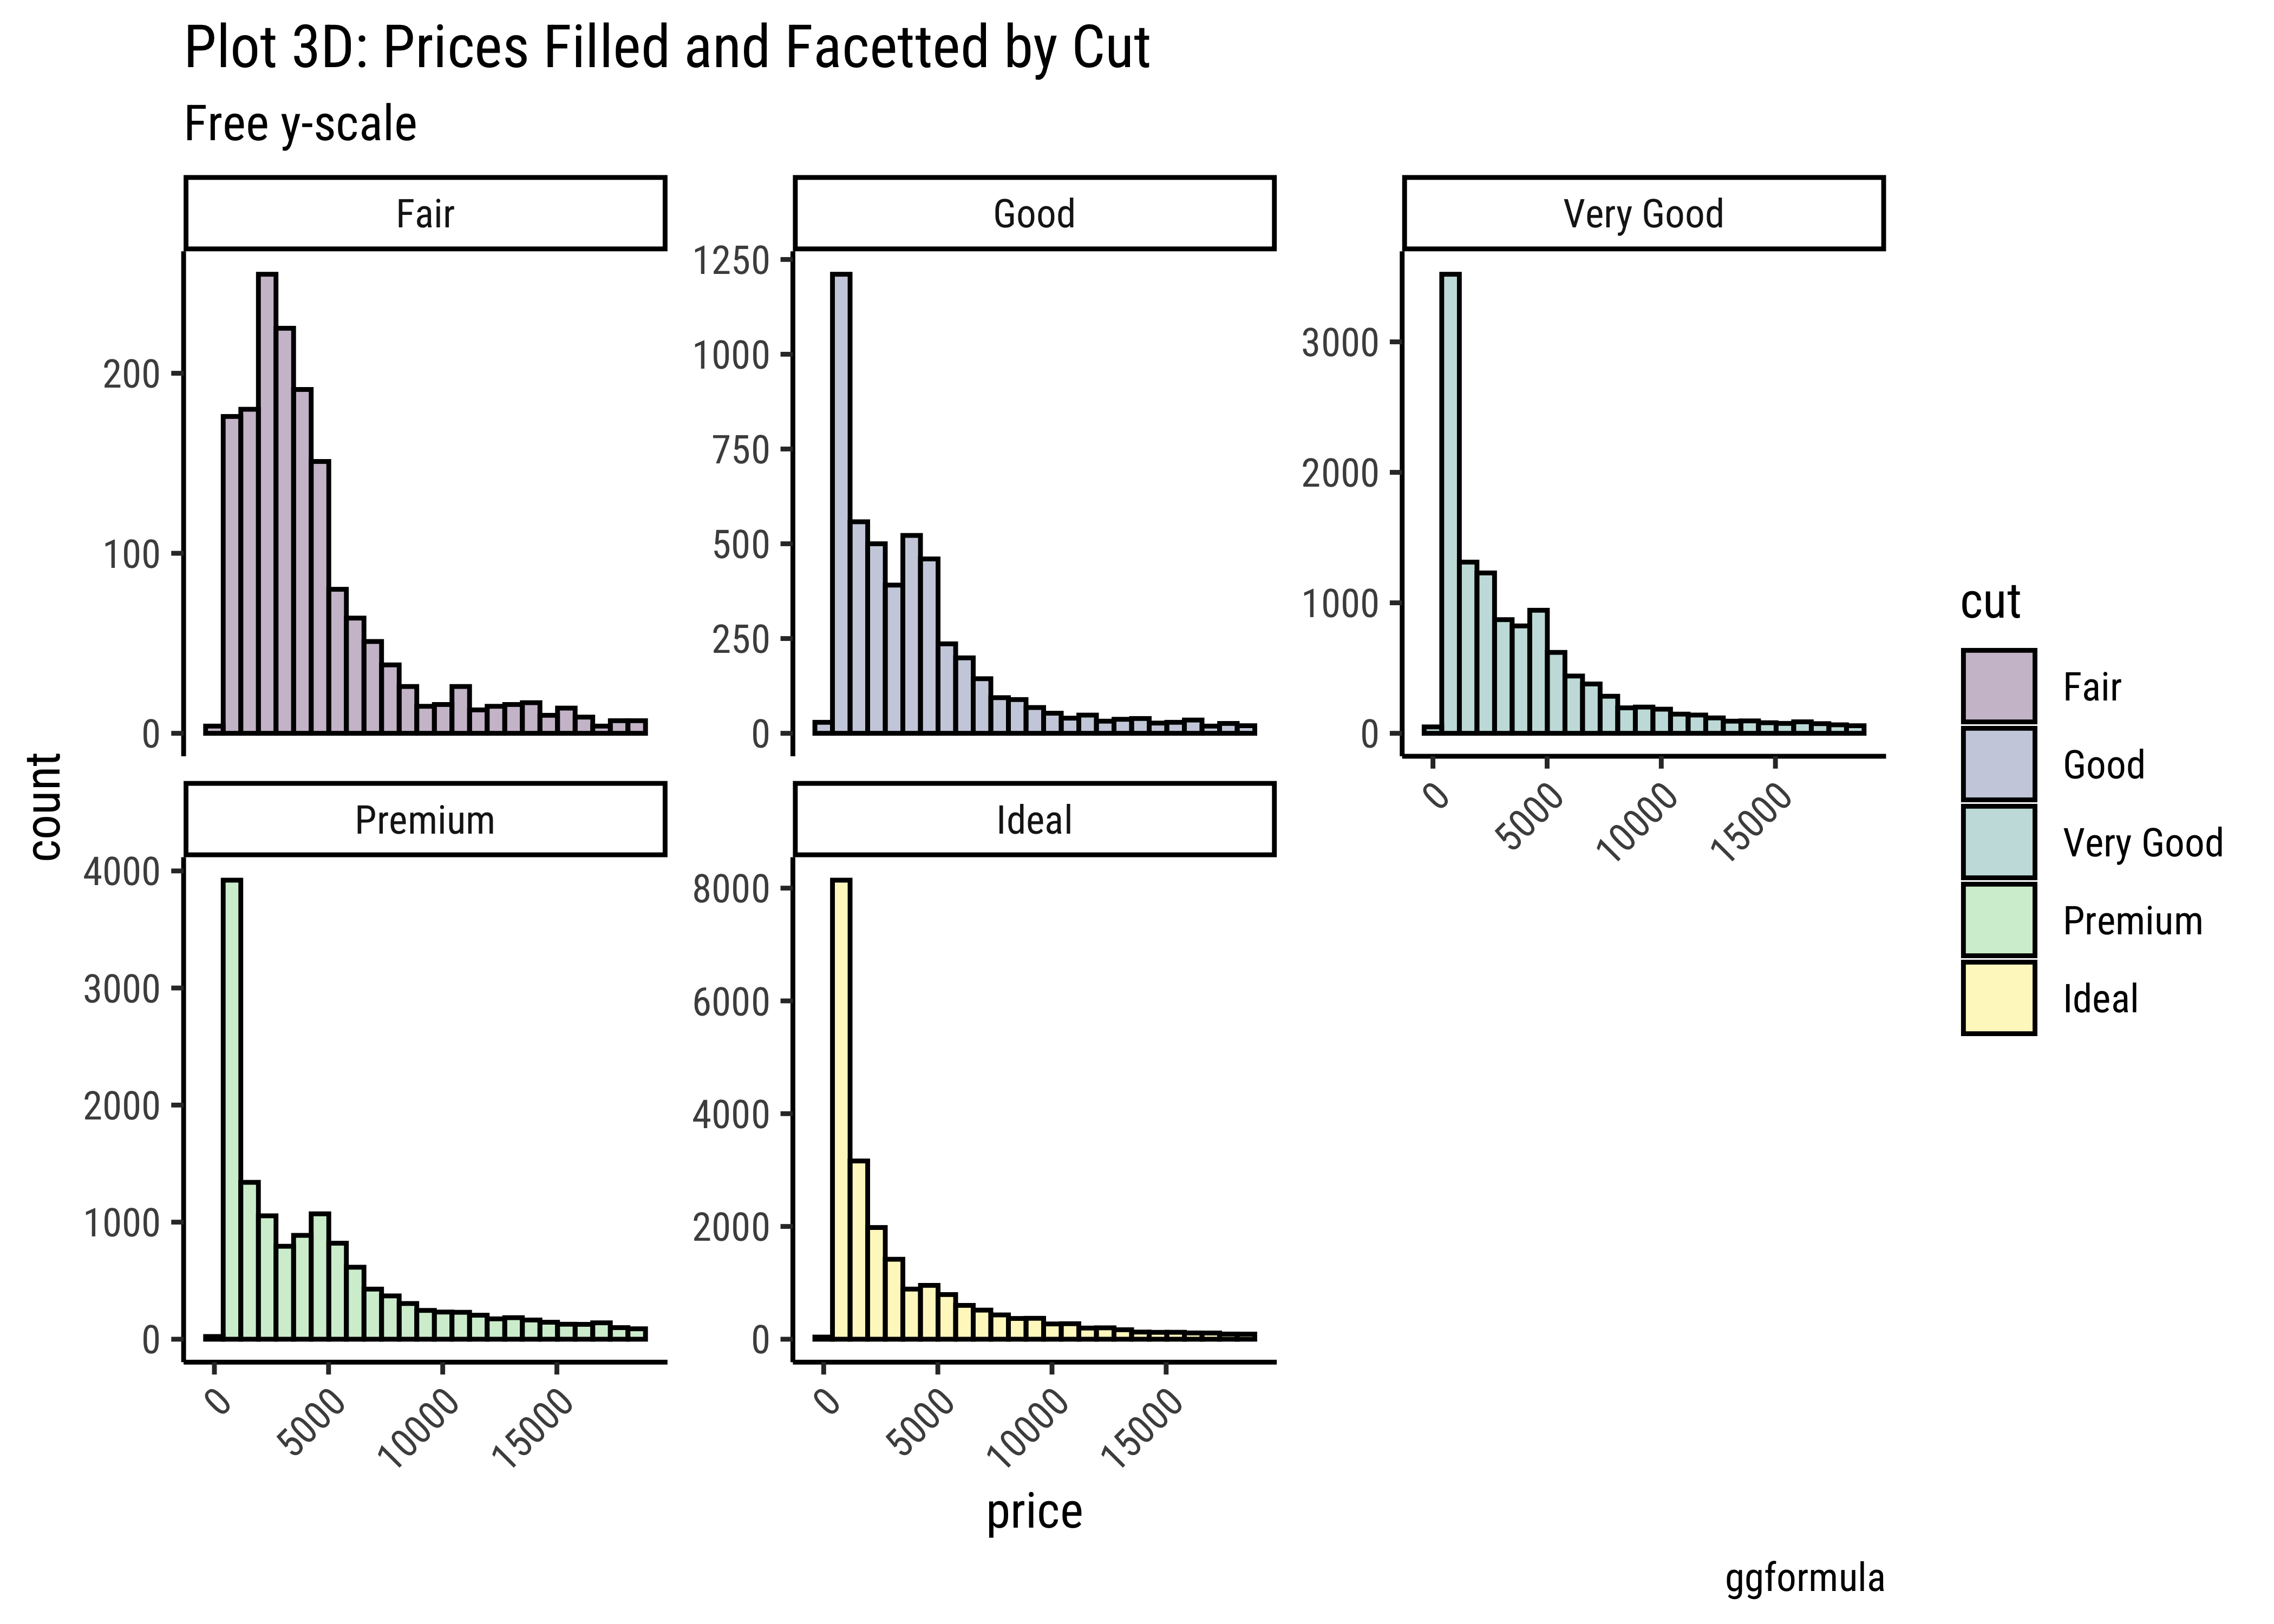 Plot 3D: Prices Filled and Facetted by Cut
Free y-scale
Fair
200
100
0
Good
1250
1000
750
500
250
0
Very Good
3000
2000
1000
0
0 5000 10000 15000
Premium
4000
3000
2000
1000
0
0 5000 10000 15000
Ideal
8000
6000
4000
2000
0
0 5000 10000 15000
count
price
cut
Fair
Good
Very Good
Premium
Ideal
ggformula